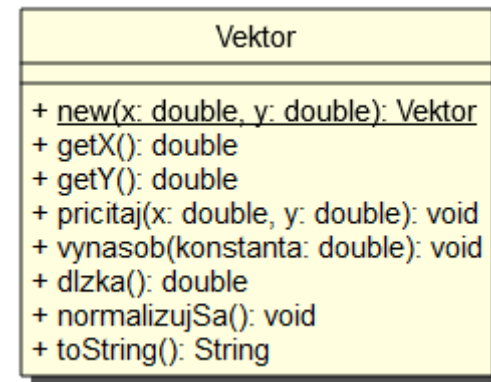 Vektor
+ new(x: double, y: double): Vektor
+ getX(): double
+ getY(): double
+ pricitaj(x: double, y: double): void
+ vynasob(konstanta: double): void
+ dlzka(): double
+ normalizujSa(): void
+ toString(): String